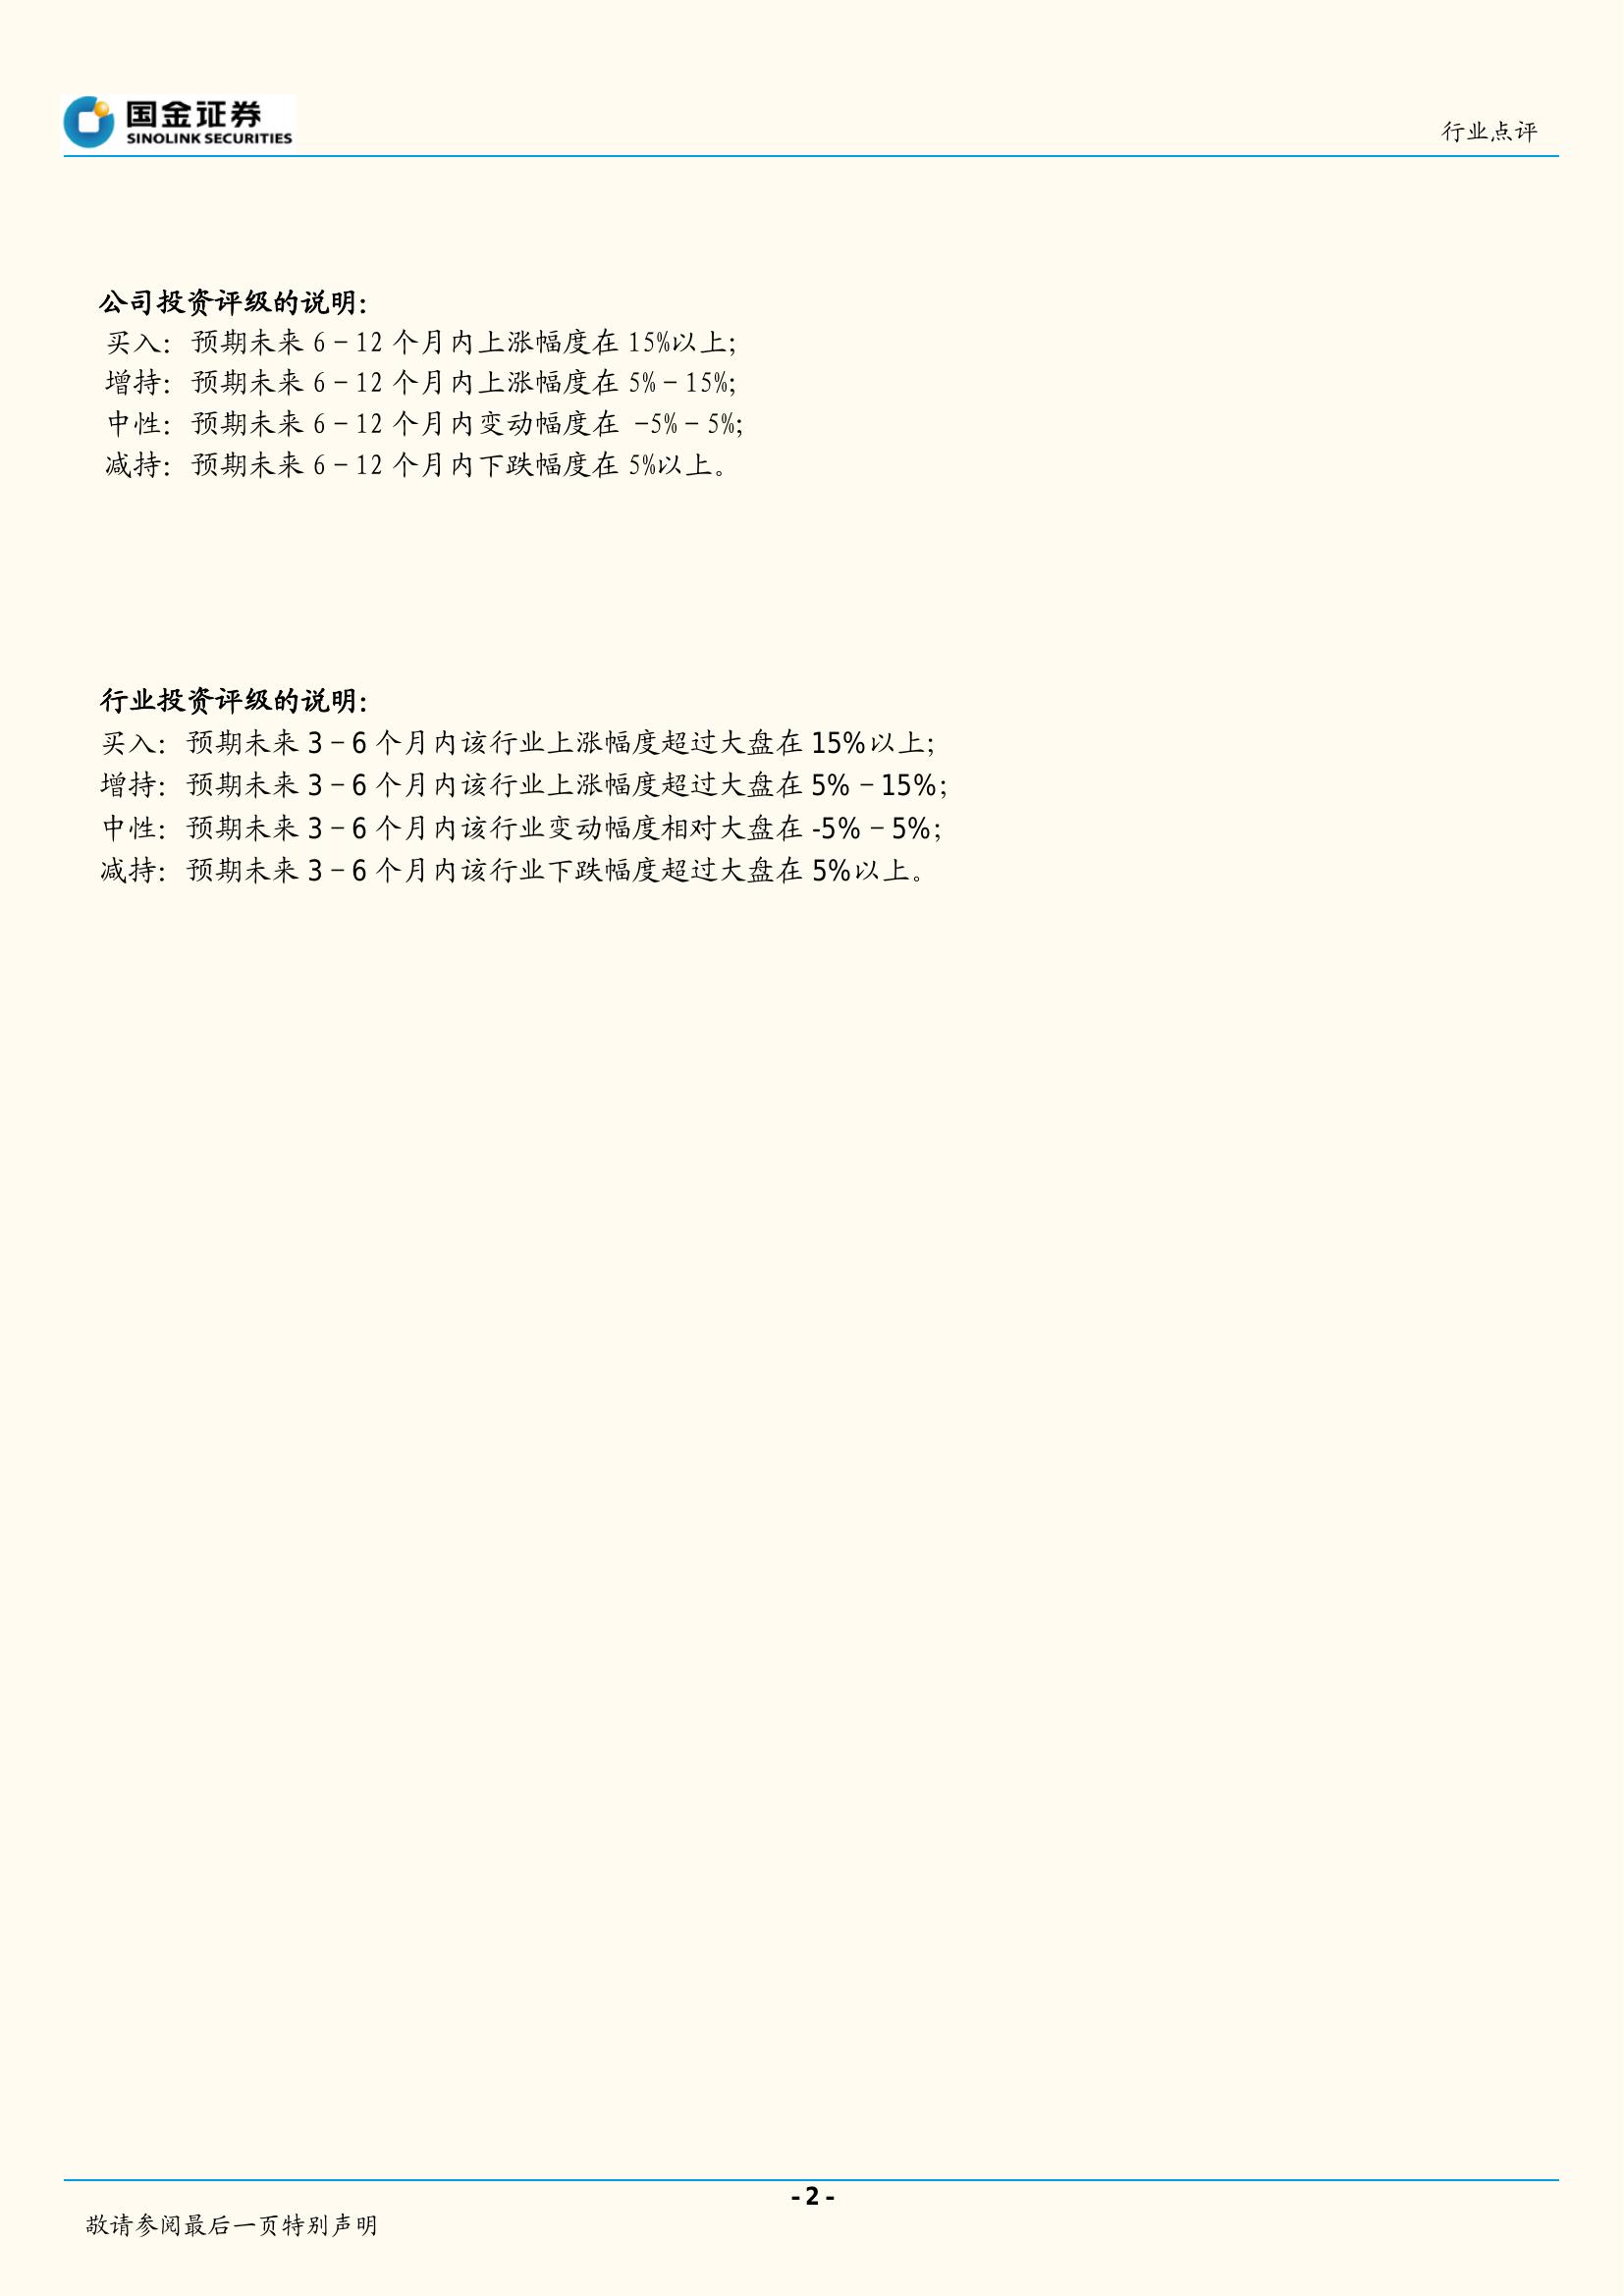 国金证券
SINOLINK SECURITIES
行业点评
公司投资评级的说明：
买入：预期未来 6－12 个月内上涨幅度在 15%以上；
增持：预期未来 6－12 个月内上涨幅度在 5%－15%；
中性：预期未来 6－12 个月内变动幅度在 －5%－5%；
减持：预期未来 6－12 个月内下跌幅度在 5%以上。
行业投资评级的说明：
买入：预期未来 3－6 个月内该行业上涨幅度超过大盘在 15%以上；
增持：预期未来 3－6 个月内该行业上涨幅度超过大盘在 5%－15%；
中性：预期未来 3－6 个月内该行业变动幅度相对大盘在 -5%－5%；
减持：预期未来 3－6 个月内该行业下跌幅度超过大盘在 5%以上。
- 2 -
敬请参阅最后一页特别声明